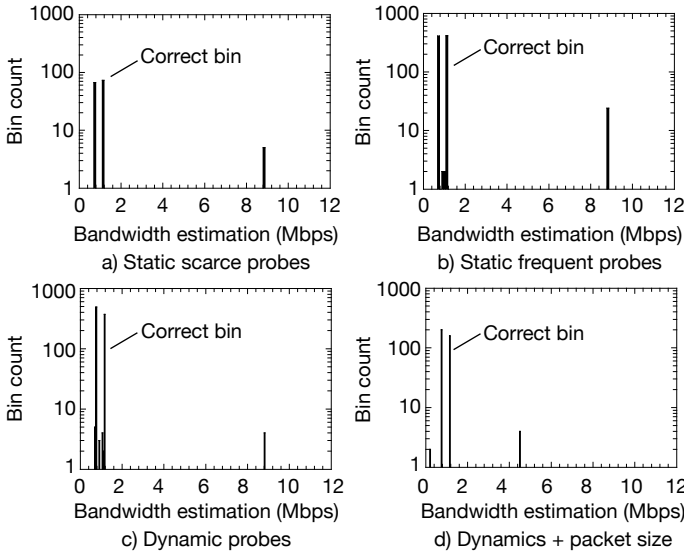 1000
Correct bin
100
Bin count
10
1
0 2 4 6 8 10 12
Bandwidth estimation (Mbps)
a) Static scarce probes
1000
Correct bin
100
Bin count
10
1
0 2 4 6 8 10 12
Bandwidth estimation (Mbps)
b) Static frequent probes
1000
Correct bin
100
Bin count
10
1
0 2 4 6 8 10 12
Bandwidth estimation (Mbps)
c) Dynamic probes
1000
Correct bin
100
Bin count
10
1
0 2 4 6 8 10 12
Bandwidth estimation (Mbps)
d) Dynamics + packet size